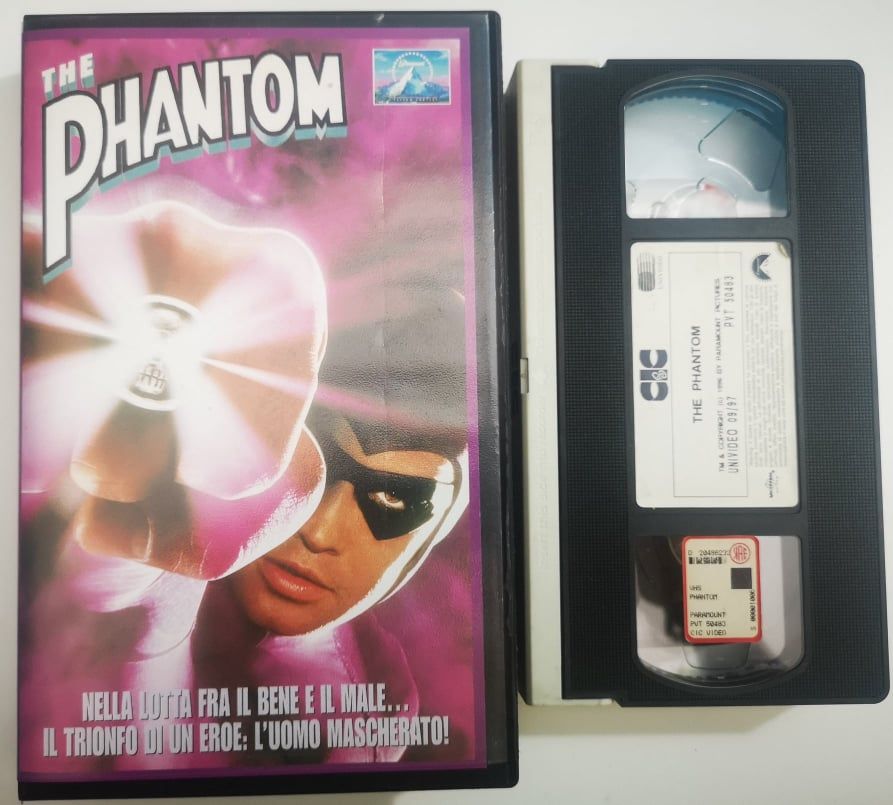 THE
PHANTOM
NELLA LOTTA FRA IL BENE E IL MALE...
IL TRIONFO DI UN EROE: L'UOMO MASCHERATO!
UNIVIDEO
CIC
THE PHANTOM
TM & COPYRIGHT (C) 1996 BY PARAMOUNT PICTURES
UNIVIDEO 09/97 PVT 50483
VHS
PHANTOM
PARAMOUNT
PVT 50483
CIC VIDEO